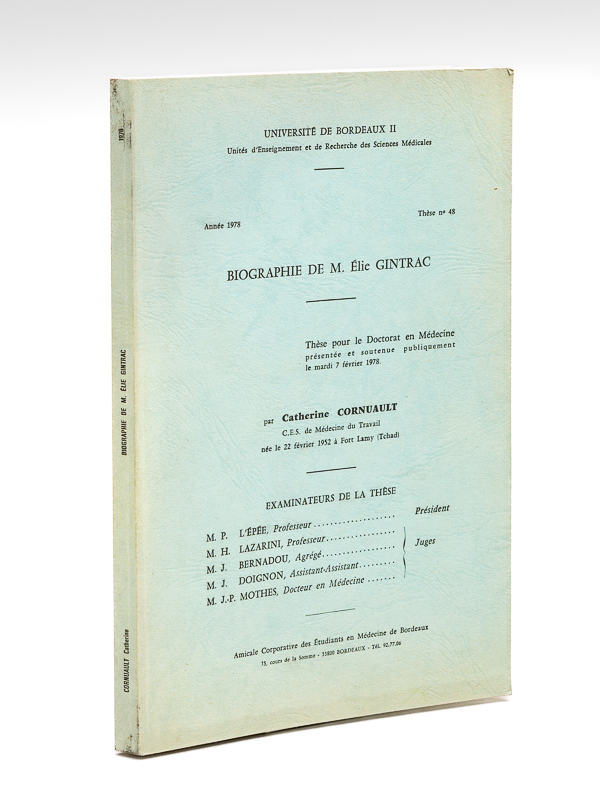 UNIVERSITÉ DE BORDEAUX II
Unités d'Enseignement et de Recherche des Sciences Médicales
Année 1978
Thèse nº 48
BIOGRAPHIE DE M. Élie GINTRAC
Thèse pour le Doctorat en Médecine
présentée et soutenue publiquement
le mardi 7 février 1978.
par Catherine CORNUAULT
C.E.S. de Médecine du Travail
née le 22 février 1952 à Fort Lamy (Tchad)
EXAMINATEURS DE LA THÈSE
M. P. L'ÉPÉE, Professeur .................... Président
M. H. LAZARINI, Professeur ..................
M. J. BERNADOU, Agrégé .................. Juges
M. J. DOIGNON, Assistant-Assistant .........
M. J.-P. MOTHES, Docteur en Médecine .......
Amicale Corporative des Étudiants en Médecine de Bordeaux
75, cours de la Somme - 33800 BORDEAUX - Tél. 92.77.06
1978
BIOGRAPHIE DE M. ÉLIE GINTRAC
CORNUAULT Catherine